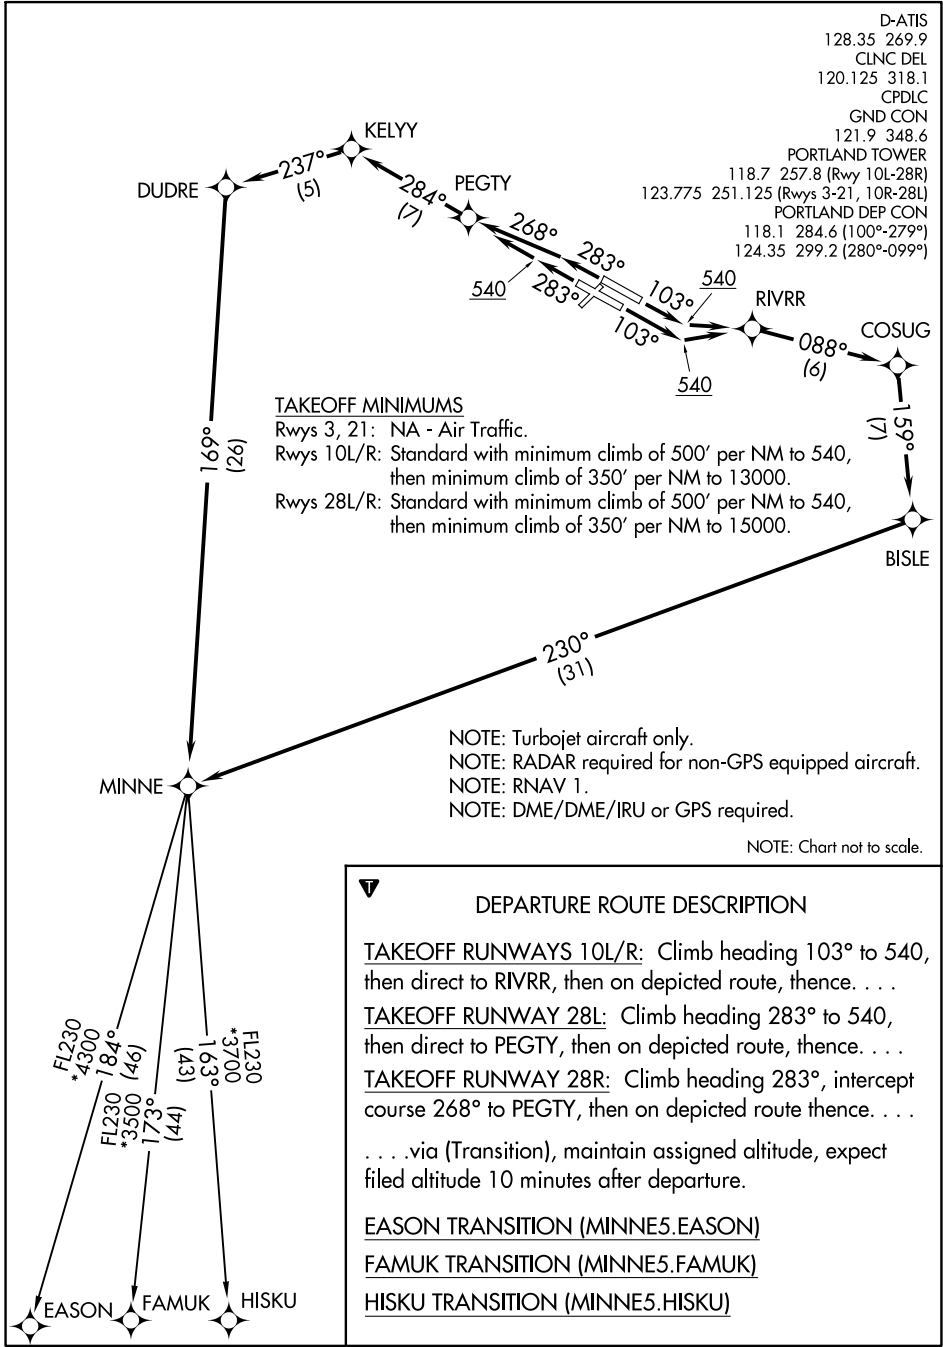 D-ATIS
128.35 269.9
CLNC DEL
120.125 318.1
CPDLC
GND CON
121.9 348.6
PORTLAND TOWER
118.7 257.8 (Rwy 10L-28R)
123.775 251.125 (Rwys 3-21, 10R-28L)
PORTLAND DEP CON
118.1 284.6 (100°-279°)
124.35 299.2 (280°-099°)
KELYY
237°
(5)
DUDRE
284°
(7)
PEGTY
268°
283°
540
283°
103°
540
103°
540
RIVRR
088°
(6)
COSUG
159°
(7)
BISLE
TAKEOFF MINIMUMS
Rwys 3, 21: NA - Air Traffic.
Rwys 10L/R: Standard with minimum climb of 500' per NM to 540,
then minimum climb of 350' per NM to 13000.
Rwys 28L/R: Standard with minimum climb of 500' per NM to 540,
then minimum climb of 350' per NM to 15000.
169°
(26)
230°
(31)
MINNE
NOTE: Turbojet aircraft only.
NOTE: RADAR required for non-GPS equipped aircraft.
NOTE: RNAV 1.
NOTE: DME/DME/IRU or GPS required.
NOTE: Chart not to scale.
FL230
*4300
184°
(46)
FL230
*3500
173°
(44)
FL230
*3700
163°
(43)
EASON
FAMUK
HISKU
T
DEPARTURE ROUTE DESCRIPTION
TAKEOFF RUNWAYS 10L/R: Climb heading 103° to 540,
then direct to RIVRR, then on depicted route, thence. . . .
TAKEOFF RUNWAY 28L: Climb heading 283° to 540,
then direct to PEGTY, then on depicted route, thence. . . .
TAKEOFF RUNWAY 28R: Climb heading 283°, intercept
course 268° to PEGTY, then on depicted route thence. . . .
. . . .via (Transition), maintain assigned altitude, expect
filed altitude 10 minutes after departure.
EASON TRANSITION (MINNE5.EASON)
FAMUK TRANSITION (MINNE5.FAMUK)
HISKU TRANSITION (MINNE5.HISKU)